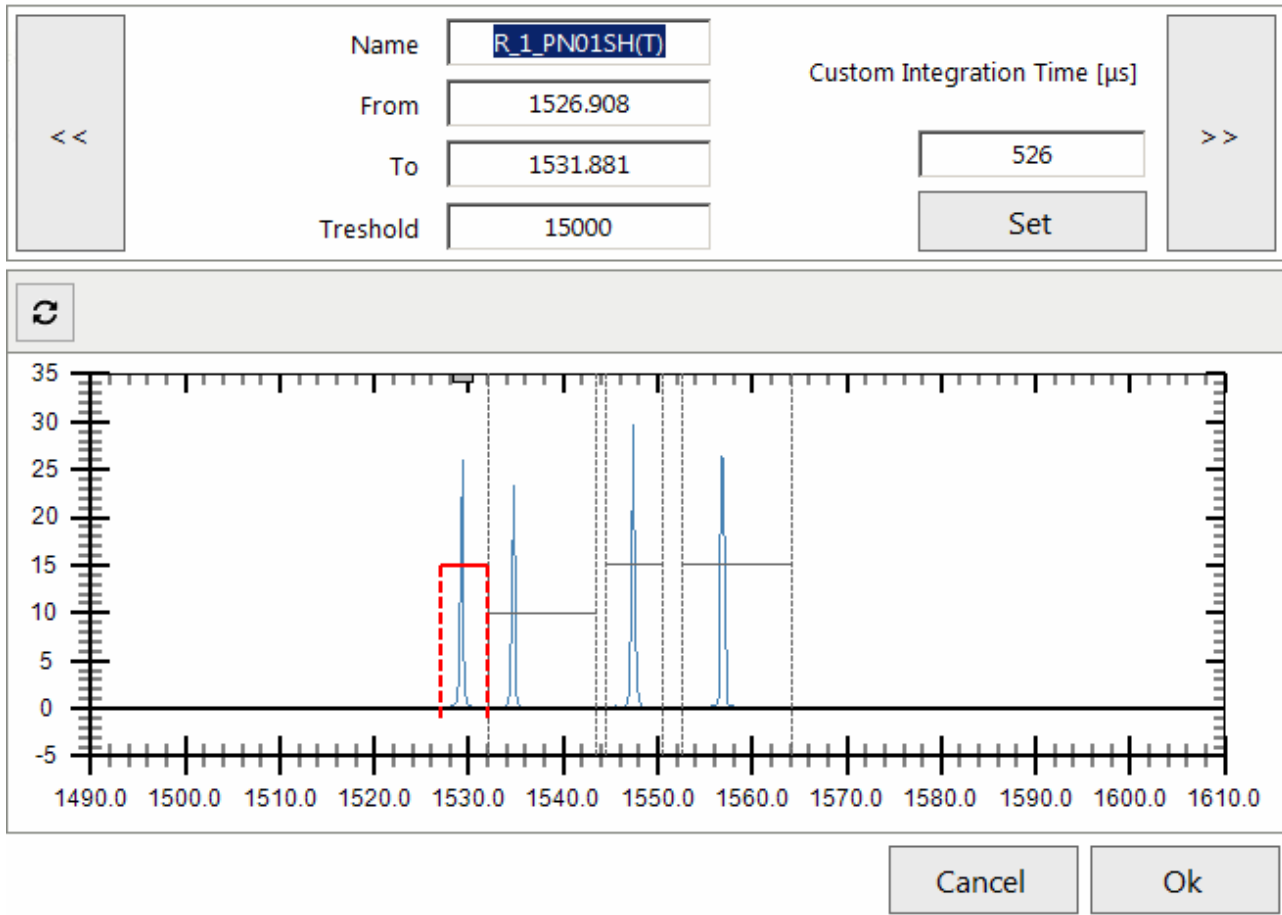 Name R_1_PN01SH(T)
Custom Integration Time [µs]
From 1526.908
<< >>
To 1531.881 526
Treshold 15000 Set
35
30
25
20
15
10
5
0
-5
1490.0 1500.0 1510.0 1520.0 1530.0 1540.0 1550.0 1560.0 1570.0 1580.0 1590.0 1600.0 1610.0
Cancel Ok